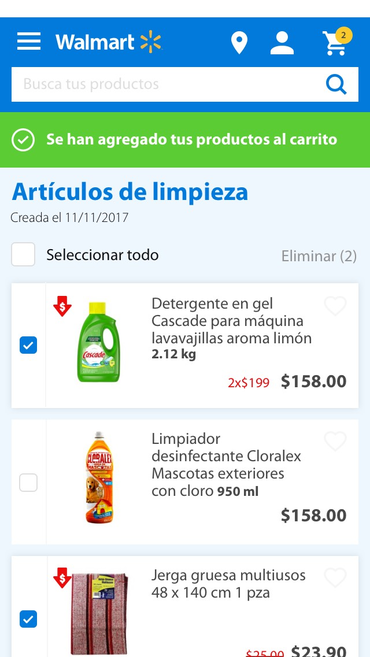 Walmart
2
Busca tus productos
Se han agregado tus productos al carrito
Artículos de limpieza
Creada el 11/11/2017
Seleccionar todo
Eliminar (2)
Detergente en gel
Cascade para máquina
lavavajillas aroma limón
2.12 kg
Cascade
2x$199 $158.00
Limpiador
desinfectante Cloralex
Mascotas exteriores
con cloro 950 ml
CLORALEX
$158.00
Jerga gruesa multiusos
48 x 140 cm 1 pza
$25.00 $23.90